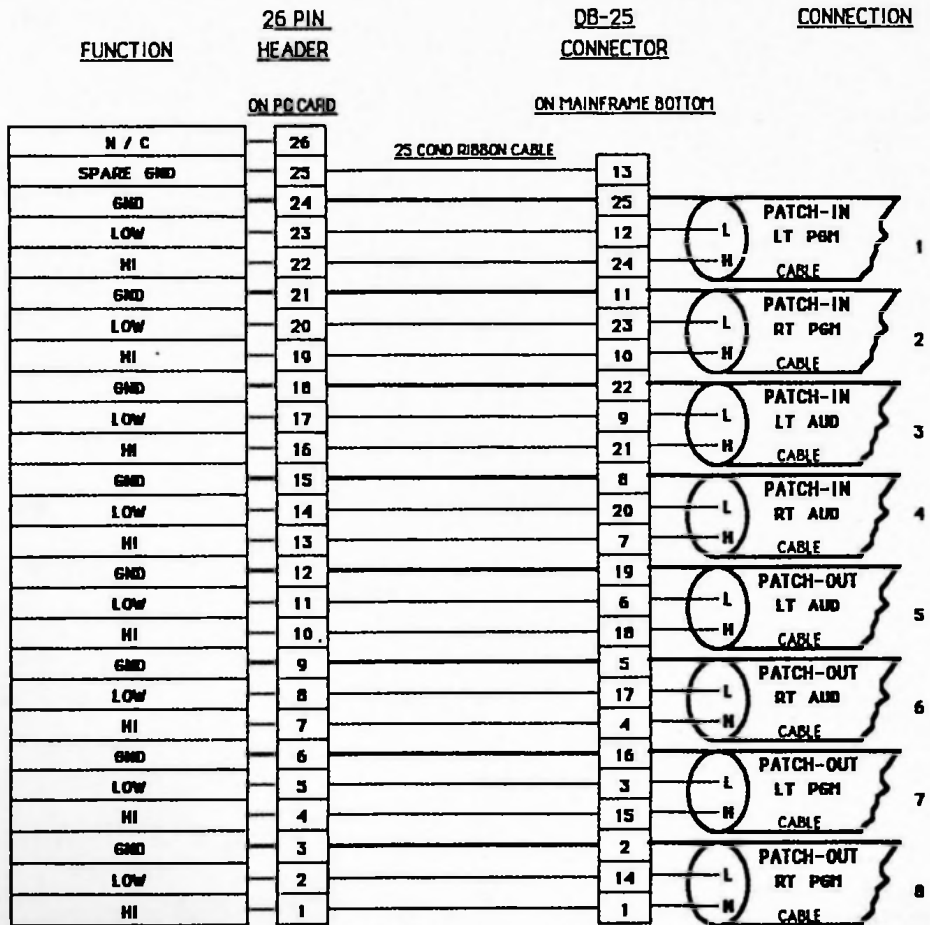 FUNCTION 26 PIN HEADER DB-25 CONNECTOR CONNECTION
ON PC CARD ON MAINFRAME BOTTOM
25 COND RIBBON CABLE
N / C 26
SPARE GND 25 13
GND 24 25 PATCH-IN
LOW 23 12 L LT PGM 1
HI 22 24 H CABLE
GND 21 11 PATCH-IN
LOW 20 23 L RT PGM 2
HI 19 10 H CABLE
GND 18 22 PATCH-IN
LOW 17 9 L LT AUD 3
HI 16 21 H CABLE
GND 15 8 PATCH-IN
LOW 14 20 L RT AUD 4
HI 13 7 H CABLE
GND 12 19 PATCH-OUT
LOW 11 6 L LT AUD 5
HI 10 18 H CABLE
GND 9 5 PATCH-OUT
LOW 8 17 L RT AUD 6
HI 7 4 H CABLE
GND 6 16 PATCH-OUT
LOW 5 3 L LT PGM 7
HI 4 15 H CABLE
GND 3 2 PATCH-OUT
LOW 2 14 L RT PGM 8
HI 1 1 H CABLE